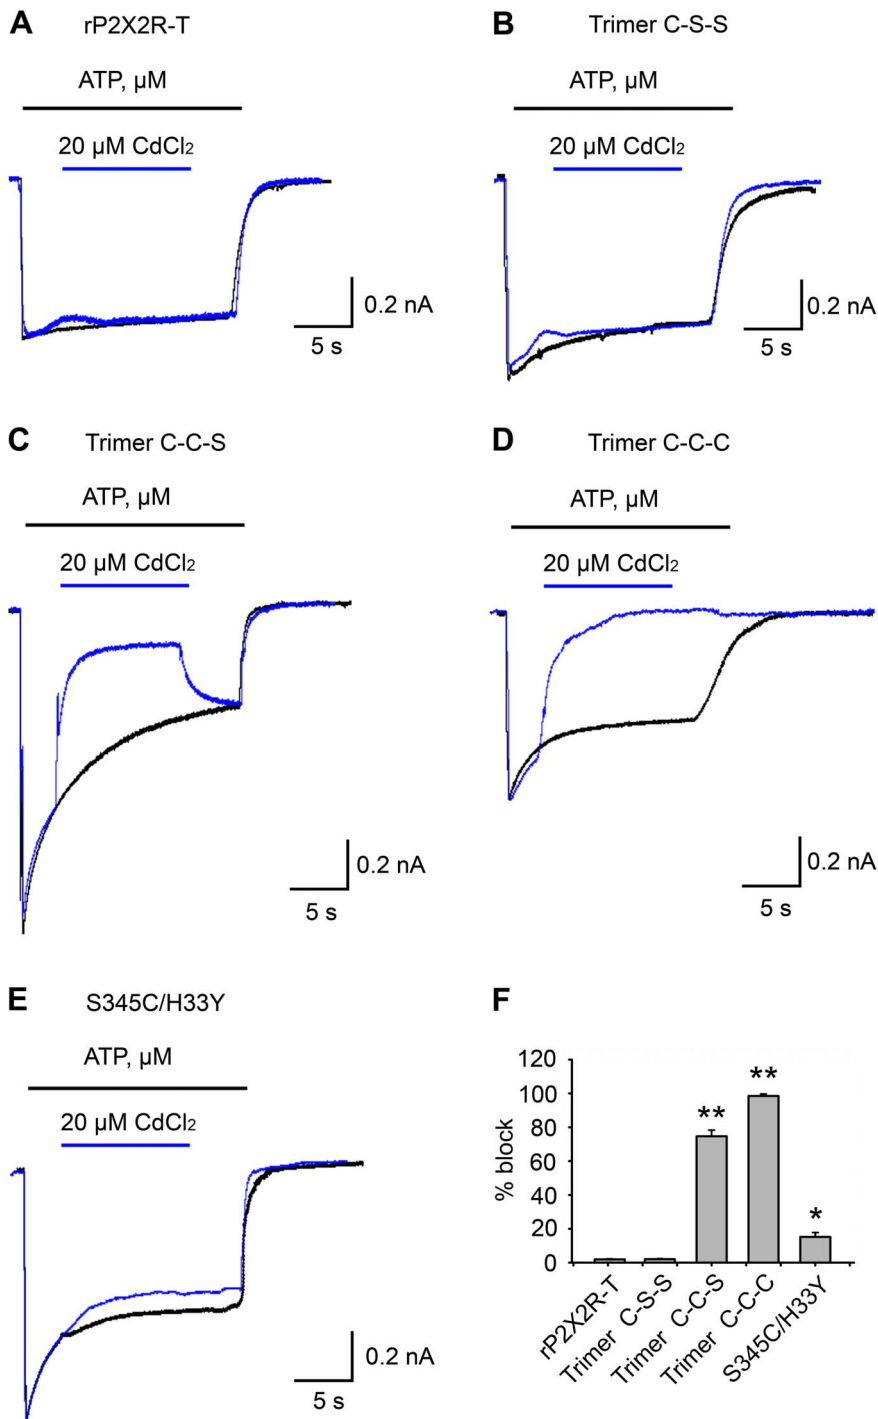 A rP2X2R-T
ATP, µM
20 µM CdCl2
0.2 nA
5 s
B Trimer C-S-S
ATP, µM
20 µM CdCl2
0.2 nA
5 s
C Trimer C-C-S
ATP, µM
20 µM CdCl2
0.2 nA
5 s
D Trimer C-C-C
ATP, µM
20 µM CdCl2
0.2 nA
5 s
E S345C/H33Y
ATP, µM
20 µM CdCl2
0.2 nA
5 s
F
% block
120
100
80
60
40
20
0
**
**
*
rP2X2R-T
Trimer C-S-S
Trimer C-C-S
Trimer C-C-C
S345C/H33Y